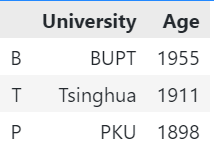 University Age
B BUPT 1955
T Tsinghua 1911
P PKU 1898